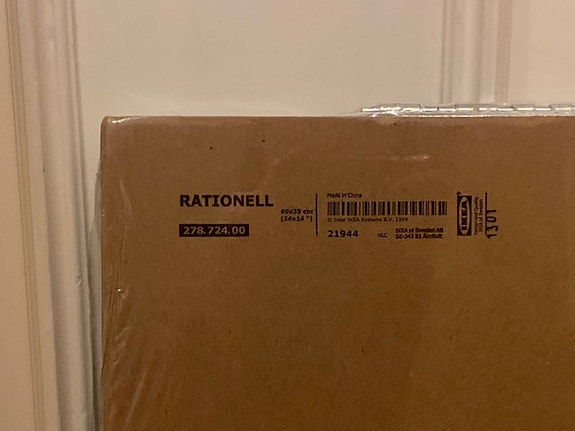 RATIONELL
278.724.00
60x35 cm
(24x14 ")
Made in China
© Inter IKEA Systems B.V. 1999
21944
NLC
IKEA of Sweden AB
SE-343 81 Älmhult
IKEA
1301